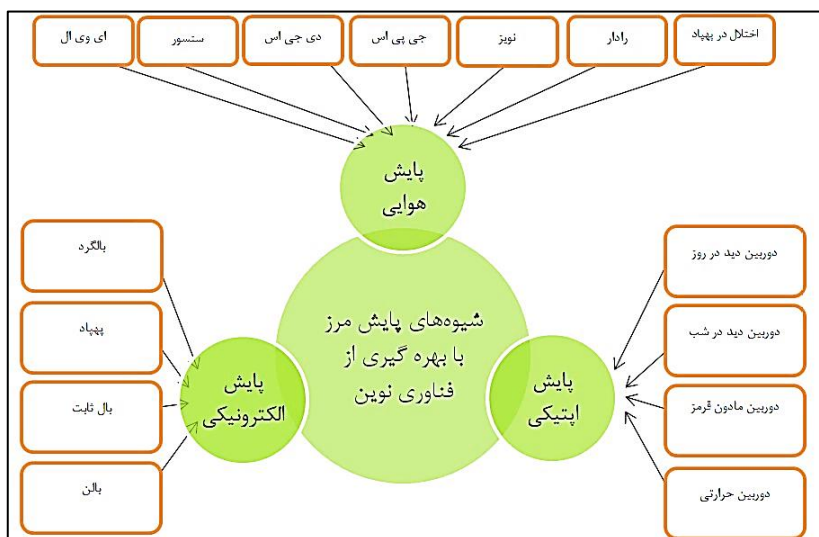 اختلال در پهپاد
رادار
نویز
جی پی اس
دی جی اس
سنسور
ای وی ال
پایش
هوایی
شیوه‌های پایش مرز
با بهره گیری از
فناوری نوین
پایش
اپتیکی
دوربین دید در روز
دوربین دید در شب
دوربین مادون قرمز
دوربین حرارتی
پایش
الکترونیکی
بالگرد
پهپاد
بال ثابت
بالن